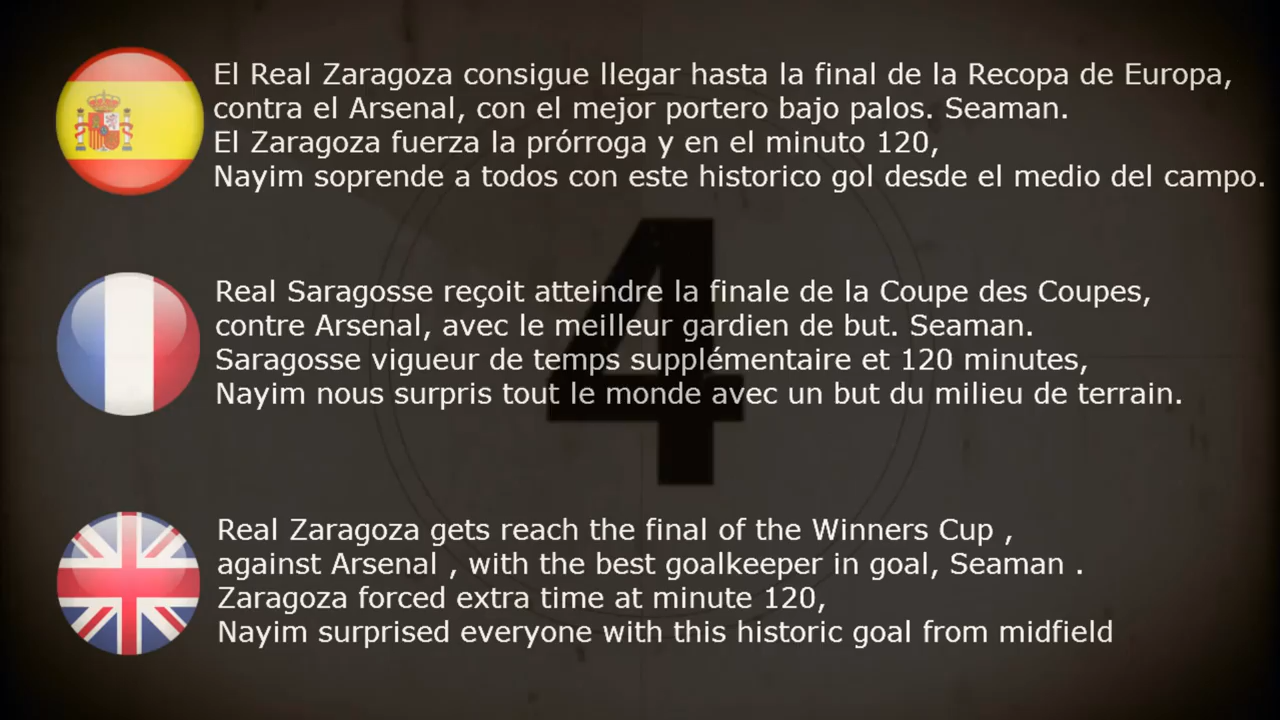 El Real Zaragoza consigue llegar hasta la final de la Recopa de Europa,
contra el Arsenal, con el mejor portero bajo palos. Seaman.
El Zaragoza fuerza la prórroga y en el minuto 120,
Nayim soprende a todos con este historico gol desde el medio del campo.
4
Real Saragosse reçoit atteindre la finale de la Coupe des Coupes,
contre Arsenal, avec le meilleur gardien de but. Seaman.
Saragosse vigueur de temps supplémentaire et 120 minutes,
Nayim nous surpris tout le monde avec un but du milieu de terrain.
Real Zaragoza gets reach the final of the Winners Cup ,
against Arsenal , with the best goalkeeper in goal, Seaman .
Zaragoza forced extra time at minute 120,
Nayim surprised everyone with this historic goal from midfield